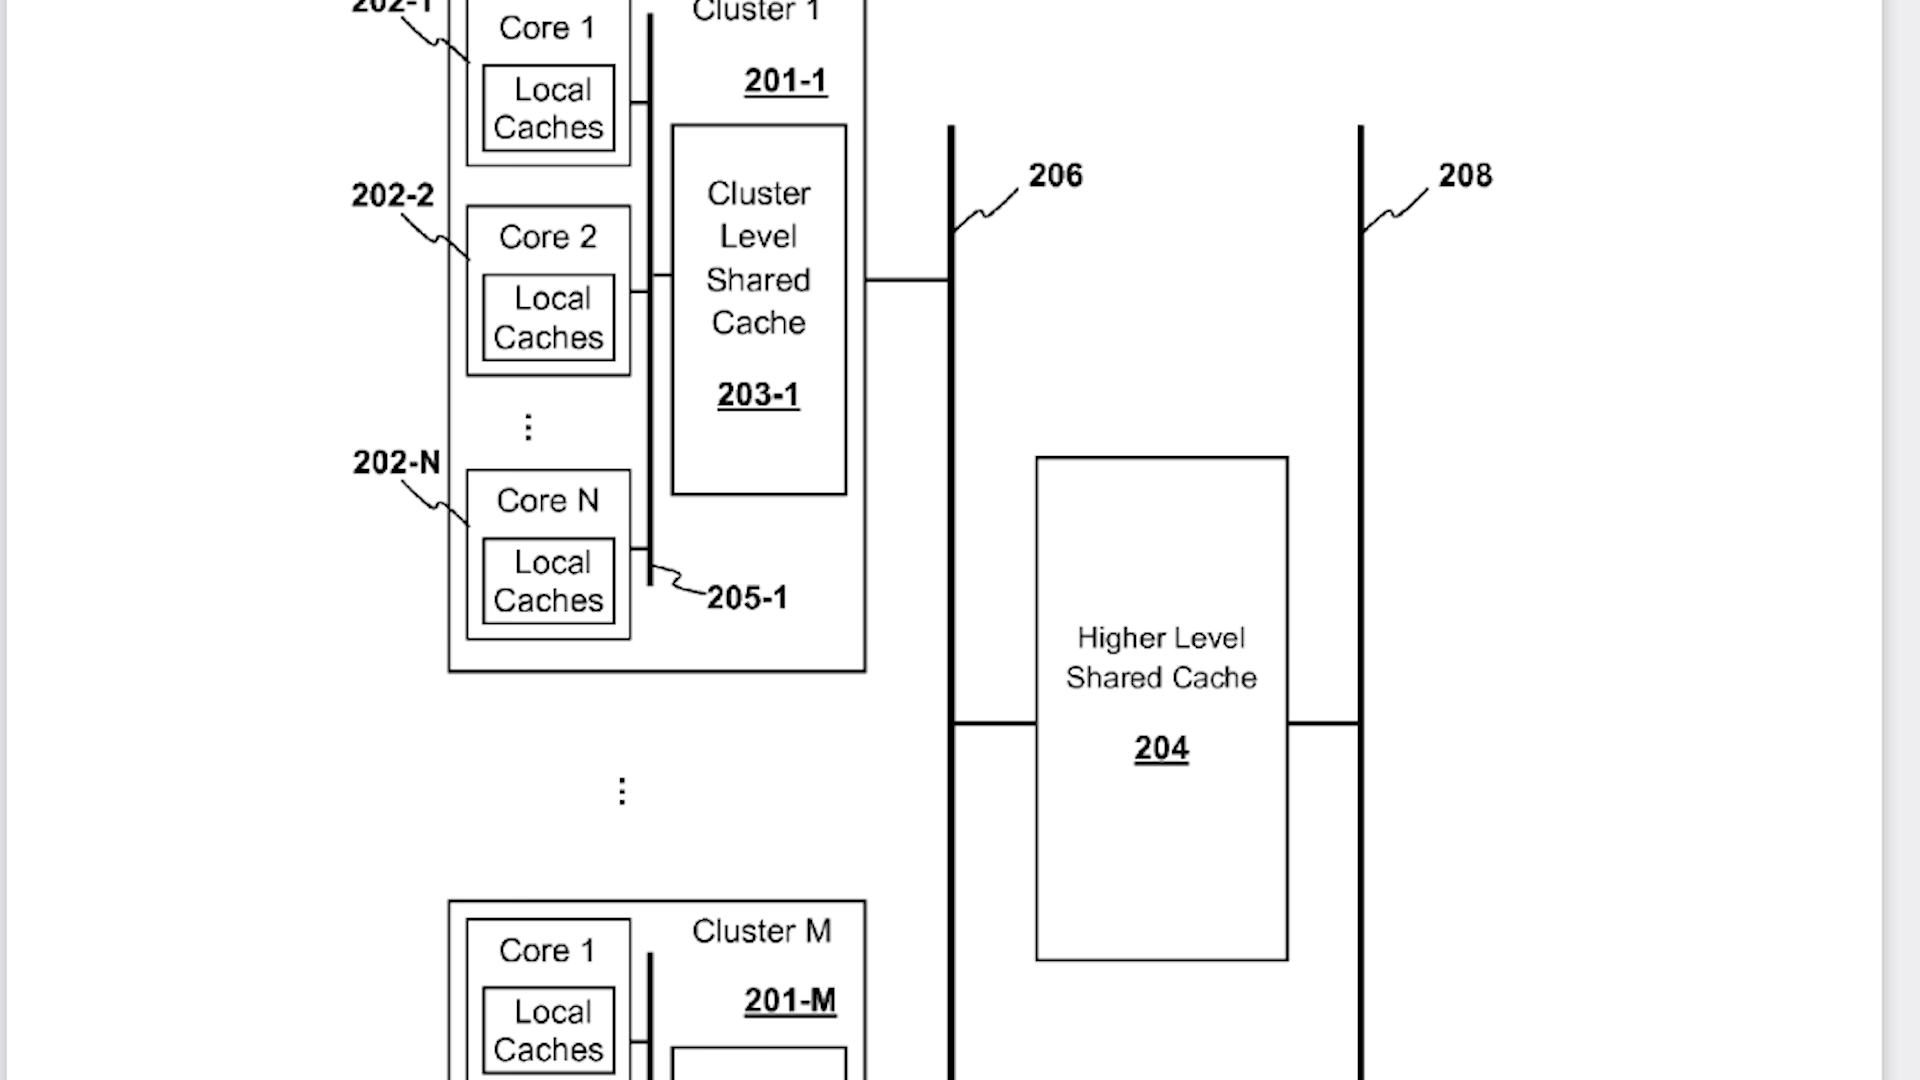 202-1
Core 1
Cluster 1
Local
Caches
201-1
202-2
Core 2
Local
Caches
Cluster
Level
Shared
Cache
203-1
206
208
⋮
202-N
Core N
Local
Caches
205-1
Higher Level
Shared Cache
204
⋮
Core 1
Cluster M
Local
Caches
201-M